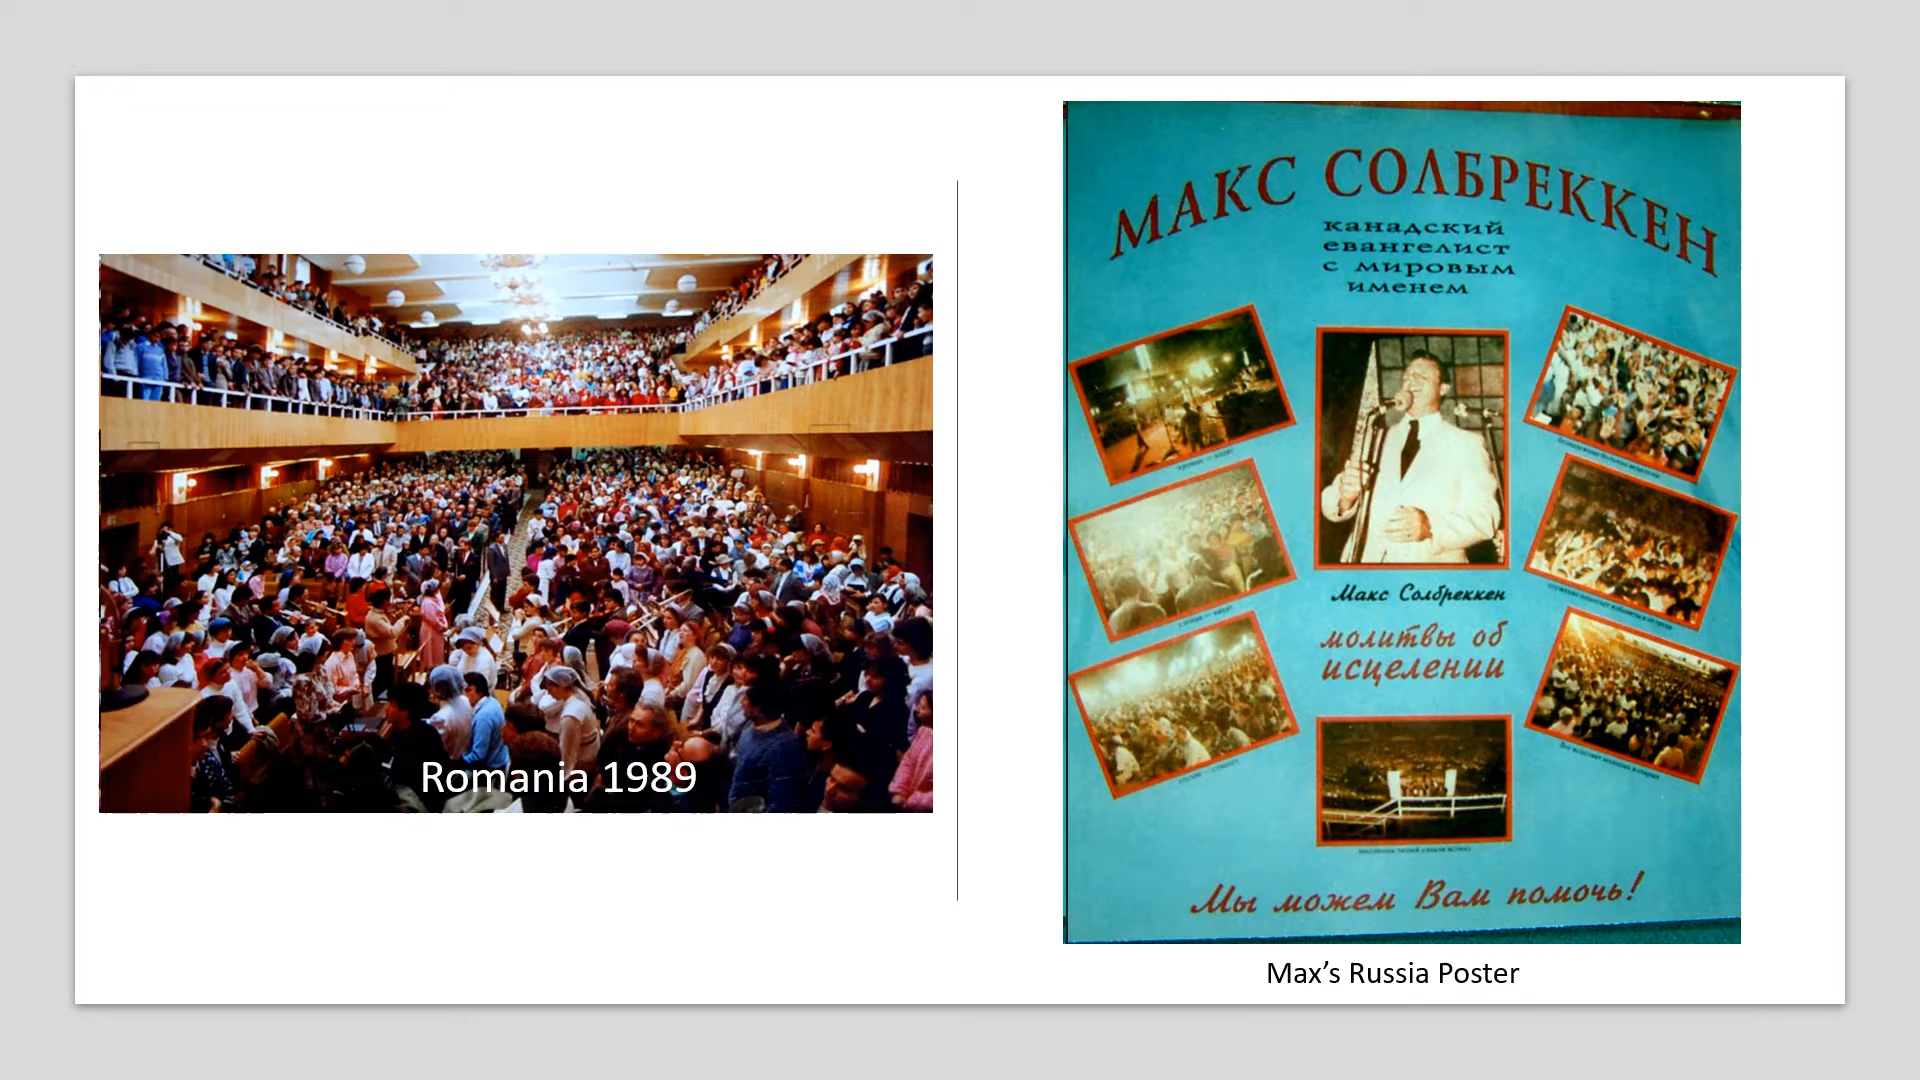 Romania 1989
МАКС СОЛБРЕККЕН
канадский
евангелист
с мировым
именем
Макс Солбреккен
молитвы об
исцелении
Мы можем Вам помочь!
Max’s Russia Poster